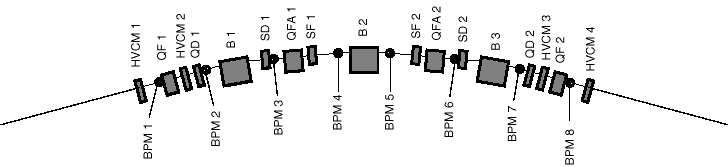 HVCM 1
QF 1
HVCM 2
QD 1
B 1
SD 1
QFA 1
SF 1
B 2
SF 2
QFA 2
SD 2
B 3
QD 2
HVCM 3
QF 2
HVCM 4
BPM 1
BPM 2
BPM 3
BPM 4
BPM 5
BPM 6
BPM 7
BPM 8